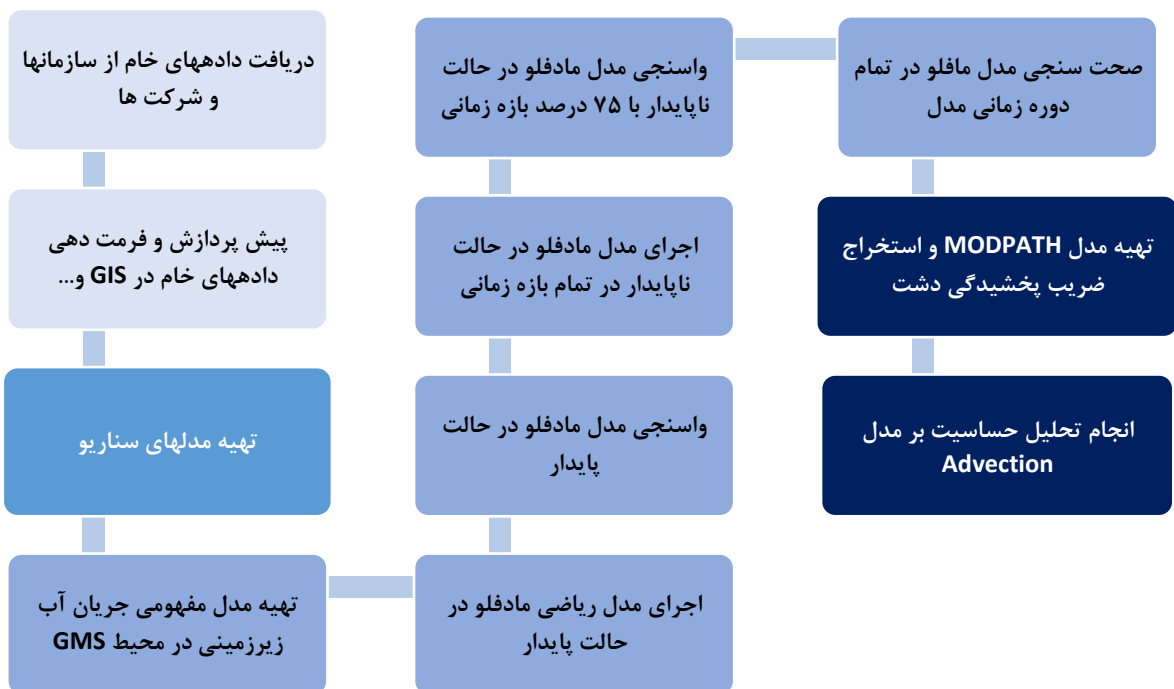 دریافت دادههای خام از سازمانها
و شرکت ها
پیش پردازش و فرمت دهی
دادههای خام در GIS و...
تهیه مدلهای سناریو
تهیه مدل مفهومی جریان آب
زیرزمینی در محیط GMS
اجرای مدل ریاضی مادفلو در
حالت پایدار
واسنجی مدل مادفلو در حالت
پایدار
اجرای مدل مادفلو در حالت
ناپایدار در تمام بازه زمانی
واسنجی مدل مادفلو در حالت
ناپایدار با ۷۵ درصد بازه زمانی
صحت سنجی مدل مافلو در تمام
دوره زمانی مدل
تهیه مدل MODPATH و استخراج
ضریب پخشیدگی دشت
انجام تحلیل حساسیت بر مدل
Advection